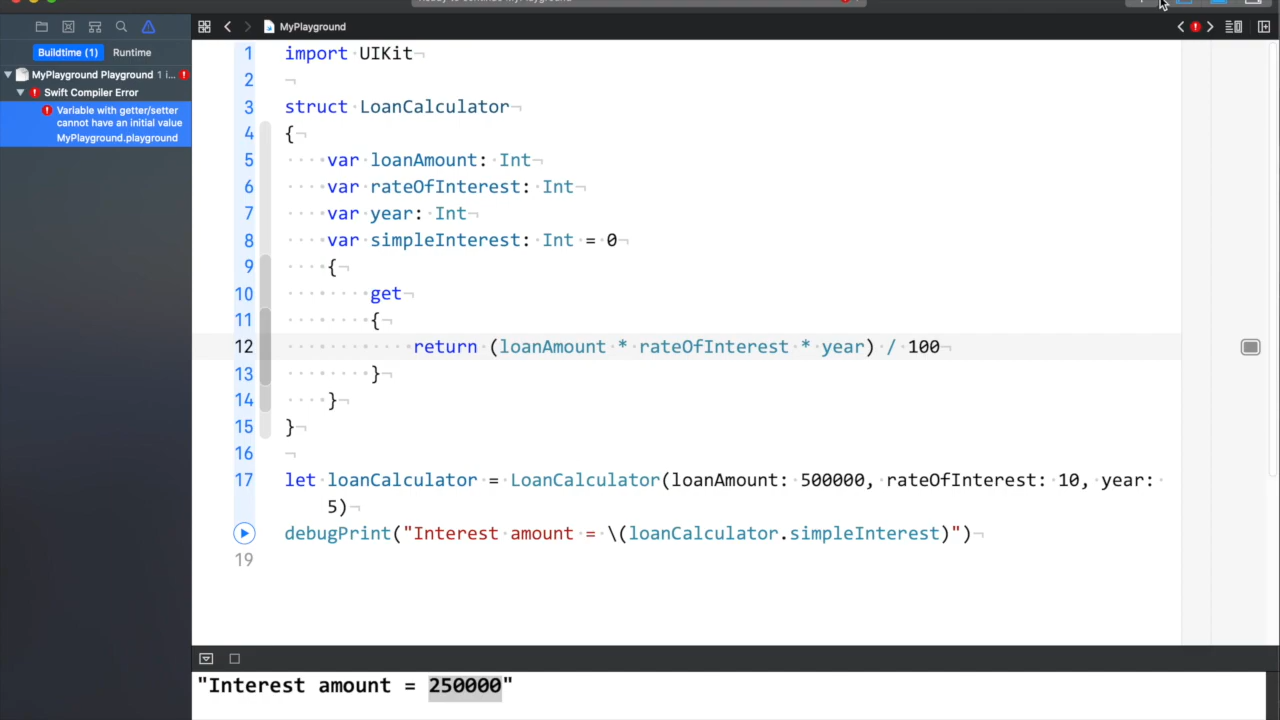 MyPlayground
Buildtime (1) Runtime
MyPlayground Playground 1 i...
Swift Compiler Error
Variable with getter/setter
cannot have an initial value
MyPlayground.playground
1 import UIKit
2
3 struct LoanCalculator
4 {
5 var loanAmount: Int
6 var rateOfInterest: Int
7 var year: Int
8 var simpleInterest: Int = 0
9 {
10 get
11 {
12 return (loanAmount * rateOfInterest * year) / 100
13 }
14 }
15 }
16
17 let loanCalculator = LoanCalculator(loanAmount: 500000, rateOfInterest: 10, year:
5)
debugPrint("Interest amount = \(loanCalculator.simpleInterest)")
19
"Interest amount = 250000"